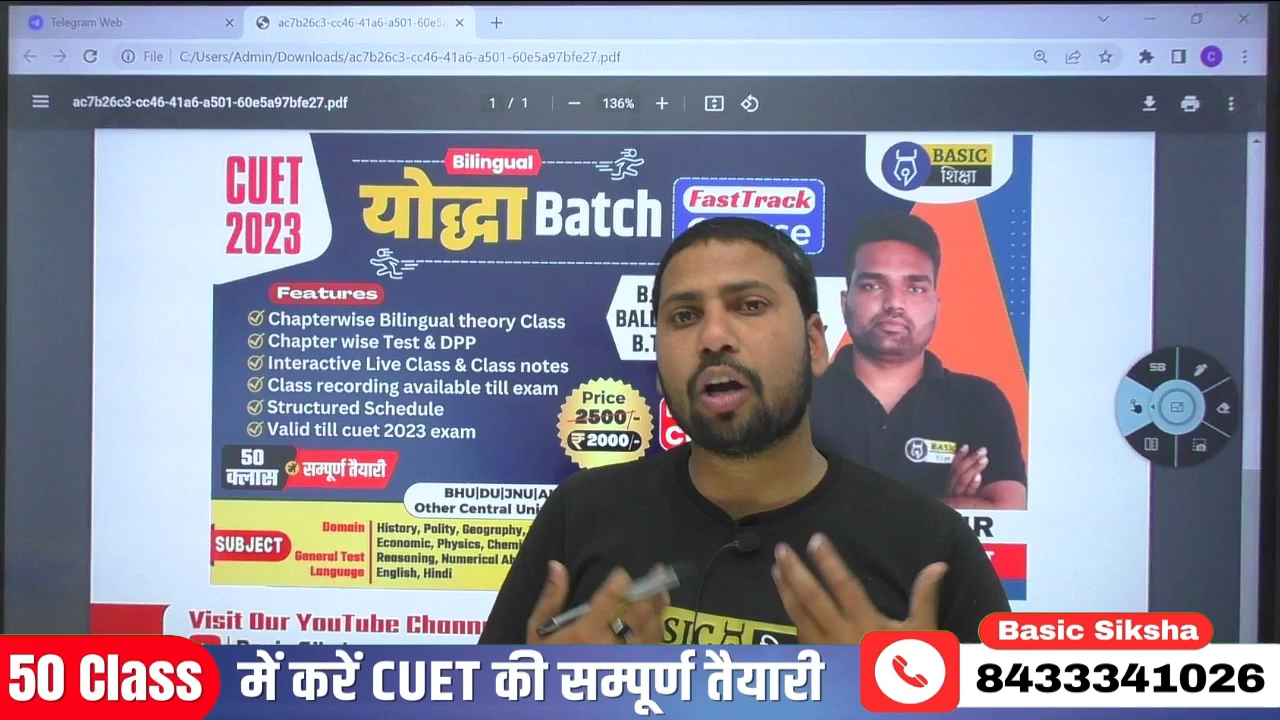 Telegram Web
ac7b26c3-cc46-41a6-a501-60e5a
File
C:/Users/Admin/Downloads/ac7b26c3-cc46-41a6-a501-60e5a97bfe27.pdf
C
ac7b26c3-cc46-41a6-a501-60e5a97bfe27.pdf
1 / 1
136%
CUET
2023
Bilingual
योद्धा Batch
FastTrack
BASIC
शिक्षा
Features
Chapterwise Bilingual theory Class
Chapter wise Test & DPP
Interactive Live Class & Class notes
Class recording available till exam
Structured Schedule
Valid till cuet 2023 exam
Price
2500/-
₹ 2000/-
50
क्लास
में
सम्पूर्ण तैयारी
BHU|DU|JNU|
Other Central
SUBJECT
Domain
History, Polity, Geography,
Economic, Physics,
General Test
Reasoning, Numerical
Language
English, Hindi
Visit Our YouTube
SB
50 Class में करें CUET की सम्पूर्ण तैयारी
Basic Siksha
8433341026